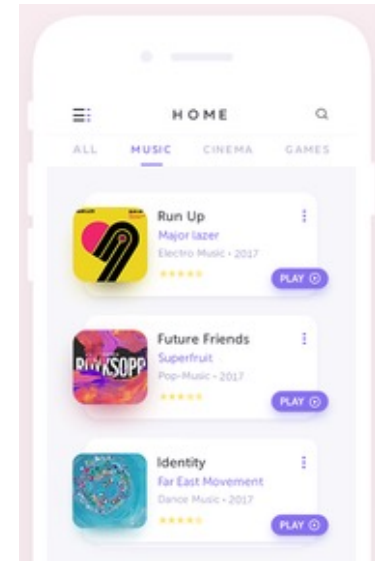 HOME
ALL MUSIC CINEMA GAMES
Run Up
Major lazer
Electro Music • 2017
PLAY
RÖYKSOPP
Future Friends
Superfruit
Pop-Music • 2017
PLAY
Identity
Far East Movement
Dance Music • 2017
PLAY